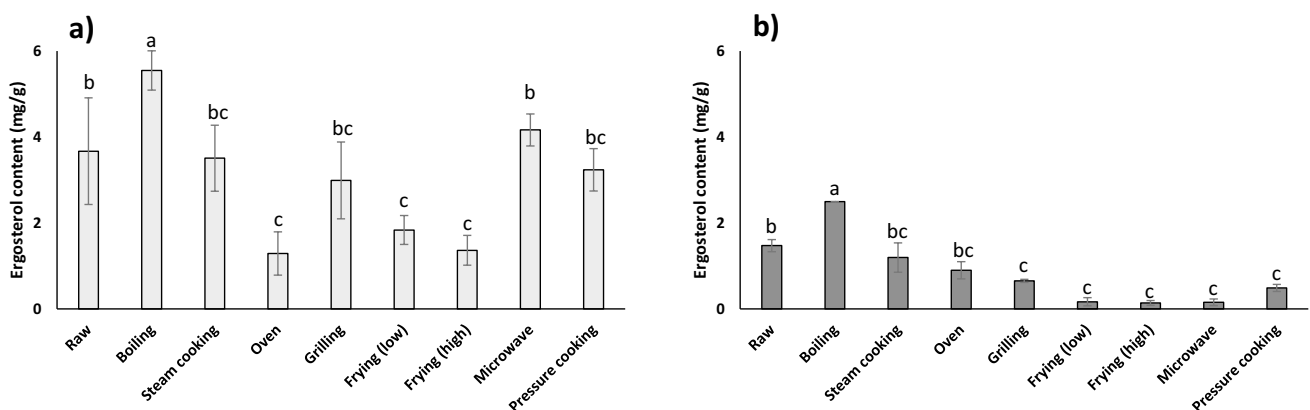 a)
Ergosterol content (mg/g)
6
4
2
0
b
a
bc
c
bc
c
c
b
bc
Raw
Boiling
Steam cooking
Oven
Grilling
Frying (low)
Frying (high)
Microwave
Pressure cooking
b)
Ergosterol content (mg/g)
6
4
2
0
b
a
bc
bc
c
c
c
c
c
Raw
Boiling
Steam cooking
Oven
Grilling
Frying (low)
Frying (high)
Microwave
Pressure cooking